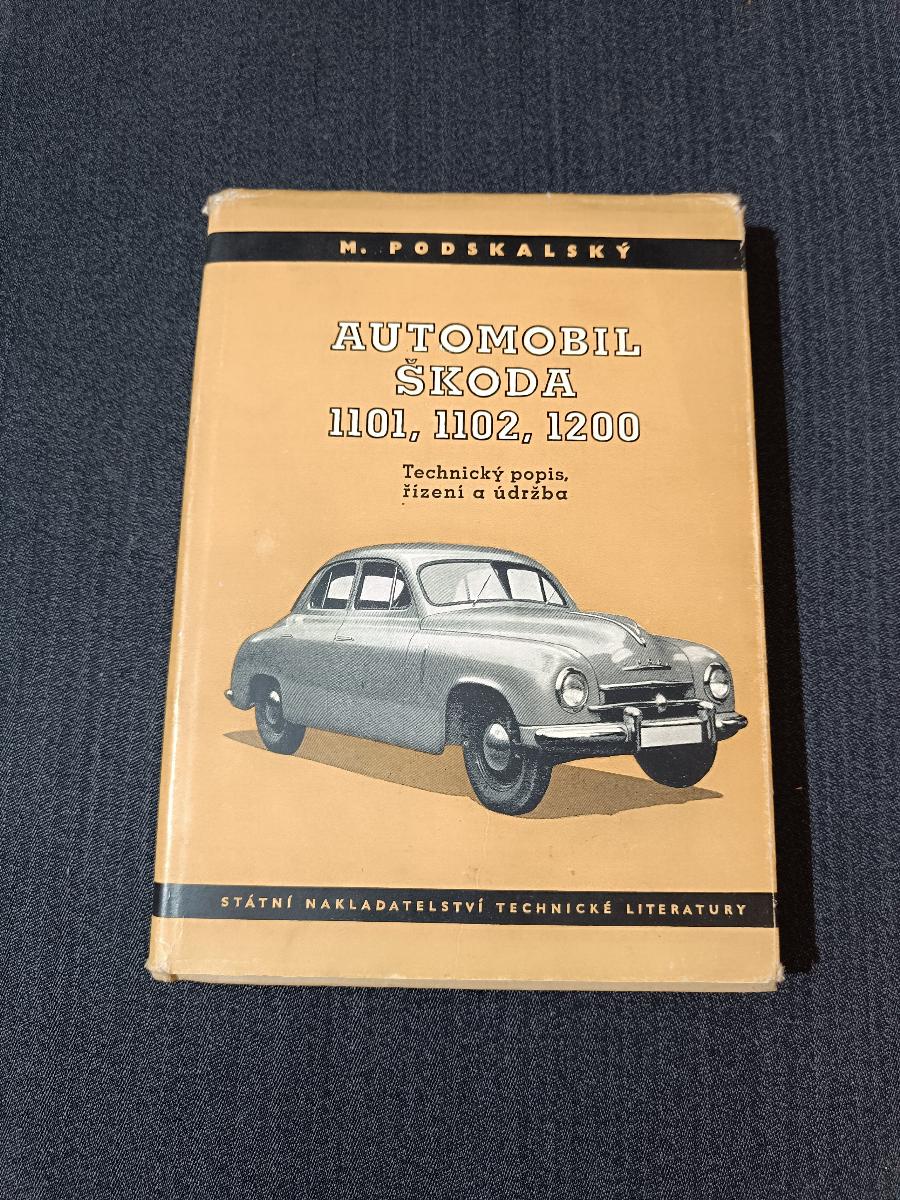 M. PODSKALSKÝ
AUTOMOBIL
ŠKODA
1101, 1102, 1200
Technický popis,
řízení a údržba
STÁTNÍ NAKLADATELSTVÍ TECHNICKÉ LITERATURY